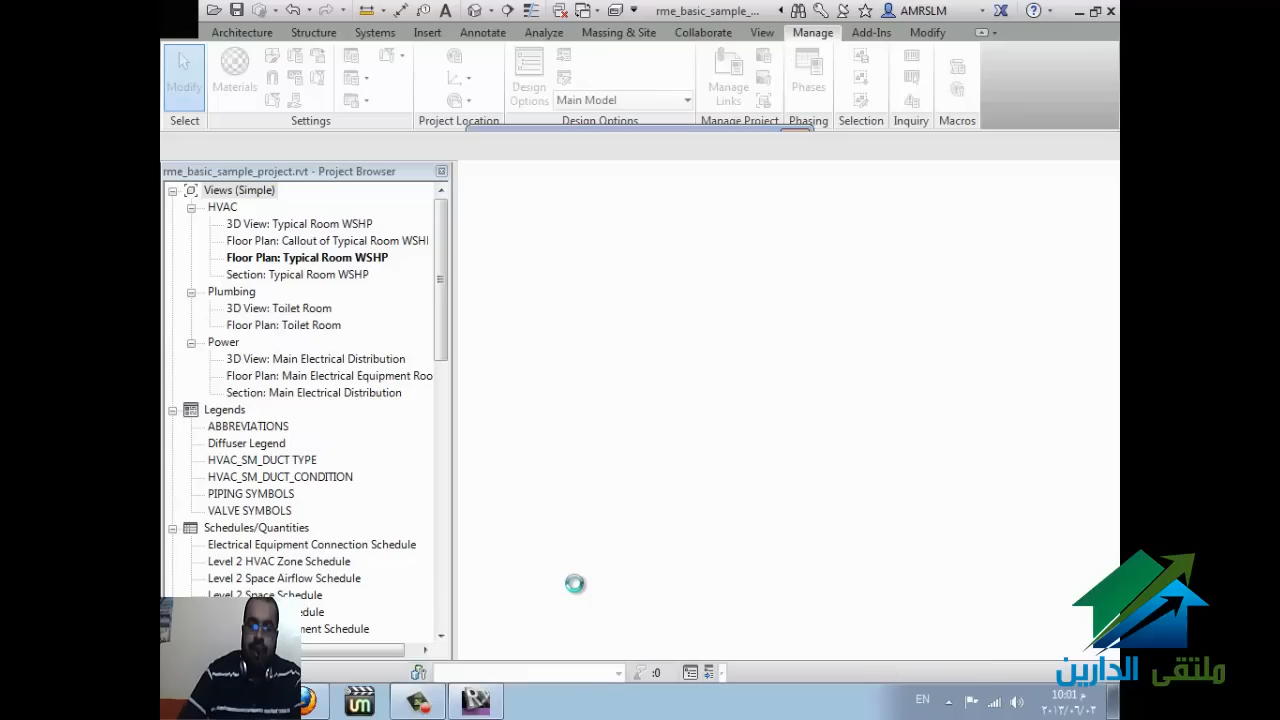 rme_basic_sample_...
AMRSLM
Architecture Structure Systems Insert Annotate Analyze Massing & Site Collaborate View Manage Add-Ins Modify
Modify Materials Design Options Main Model Manage Links Phases
Select Settings Project Location Design Options Manage Project Phasing Selection Inquiry Macros
rme_basic_sample_project.rvt - Project Browser
Views (Simple)
HVAC
3D View: Typical Room WSHP
Floor Plan: Callout of Typical Room WSHI
Floor Plan: Typical Room WSHP
Section: Typical Room WSHP
Plumbing
3D View: Toilet Room
Floor Plan: Toilet Room
Power
3D View: Main Electrical Distribution
Floor Plan: Main Electrical Equipment Roo
Section: Main Electrical Distribution
Legends
ABBREVIATIONS
Diffuser Legend
HVAC_SM_DUCT TYPE
HVAC_SM_DUCT_CONDITION
PIPING SYMBOLS
VALVE SYMBOLS
Schedules/Quantities
Electrical Equipment Connection Schedule
Level 2 HVAC Zone Schedule
Level 2 Space Airflow Schedule
Level 2 Space Schedule
edule
ment Schedule
:0
ملتقى الدارين
EN
10:01 م
٢٠١٣/٠٦/٠٣